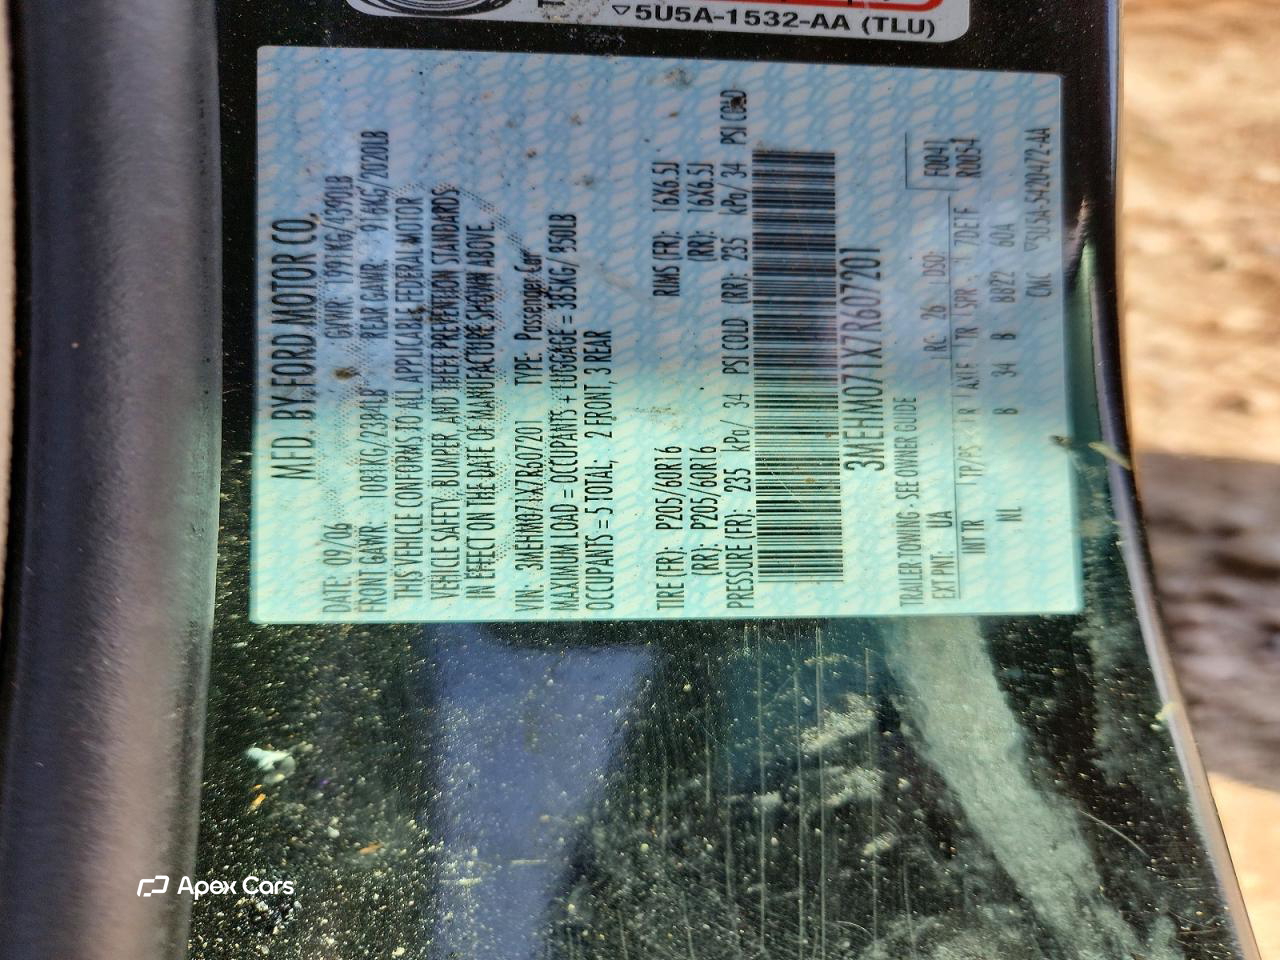 5U5A-1532-AA (TLU)
MFD. BY FORD MOTOR CO.
DATE: 09/06 GVWR: 1991KG/4390LB
FRONT GAWR: 1081KG/2384LB REAR GAWR: 916KG/2020LB
THIS VEHICLE CONFORMS TO ALL APPLICABLE FEDERAL MOTOR
VEHICLE SAFETY, BUMPER AND THEFT PREVENTION STANDARDS
IN EFFECT ON THE DATE OF MANUFACTURE SHOWN ABOVE.
VIN: 3MEHM071X7R607201 TYPE: Passenger Car
MAXIMUM LOAD = OCCUPANTS + LUGGAGE = 385KG/ 850LB
OCCUPANTS = 5 TOTAL; 2 FRONT, 3 REAR
TIRE (FR): P205/60R16 RIMS (FR): 16X6.5J
(RR): P205/60R16 (RR): 16X6.5J
PRESSURE (FR): 235 kPa/ 34 PSI COLD (RR): 235 kPa/ 34 PSI COLD
3MEHM071X7R607201
TRAILER TOWING - SEE OWNER GUIDE F0041
EXT PNT: UA RC: 26 DSO: R0054
INT TR TP/PS R AXLE TR SPR
NL B 34 B B822 60A
CNC 5U5A-5420472-AA
Apex Cars